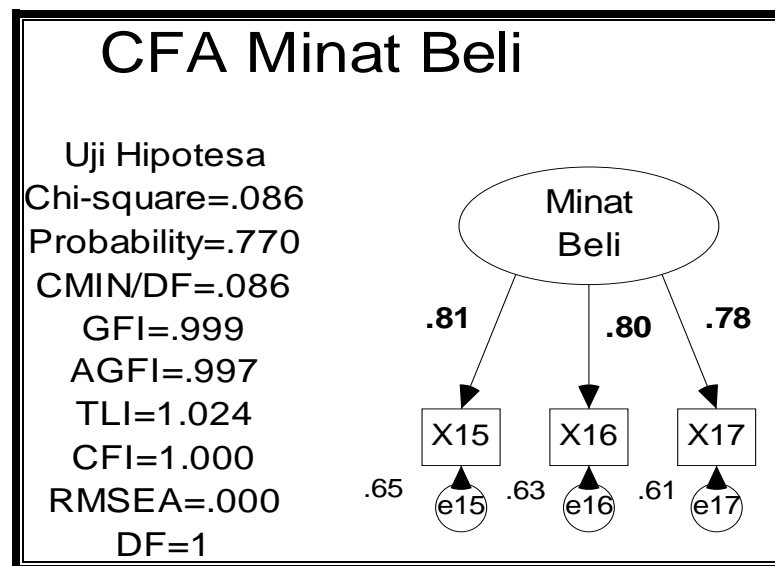 CFA Minat Beli
Uji Hipotesa
Chi-square=.086
Probability=.770
CMIN/DF=.086
GFI=.999
AGFI=.997
TLI=1.024
CFI=1.000
RMSEA=.000
DF=1
Minat
Beli
.81
.80
.78
X15
X16
X17
.65
e15
.63
e16
.61
e17